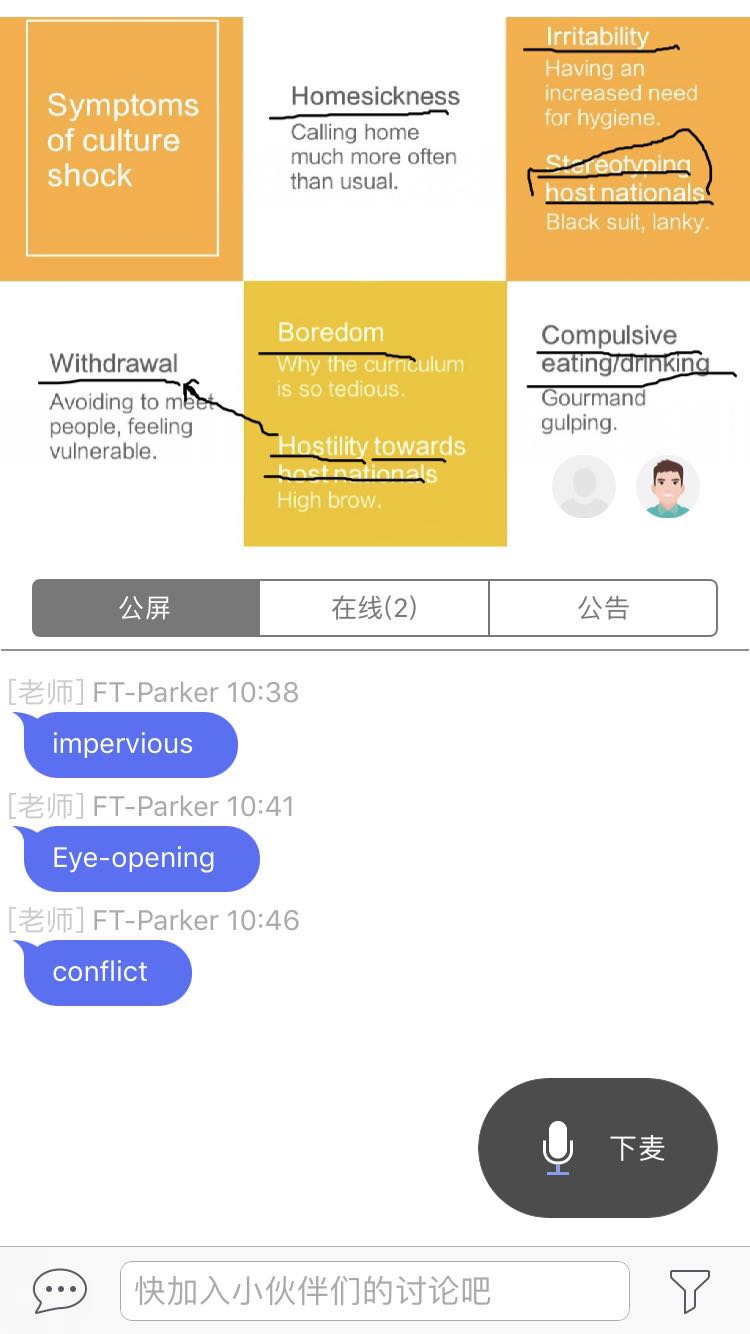 Symptoms
of culture
shock
Homesickness
Calling home
much more often
than usual.
Irritability
Having an
increased need
for hygiene.
Stereotyping
host nationals
Black suit, lanky.
Withdrawal
Avoiding to meet
people, feeling
vulnerable.
Boredom
Why the curriculum
is so tedious.
Hostility towards
host nationals
High brow.
Compulsive
eating/drinking
Gourmand
gulping.
公屏
在线(2)
公告
[老师] FT-Parker 10:38
impervious
[老师] FT-Parker 10:41
Eye-opening
[老师] FT-Parker 10:46
conflict
下麦
快加入小伙伴们的讨论吧